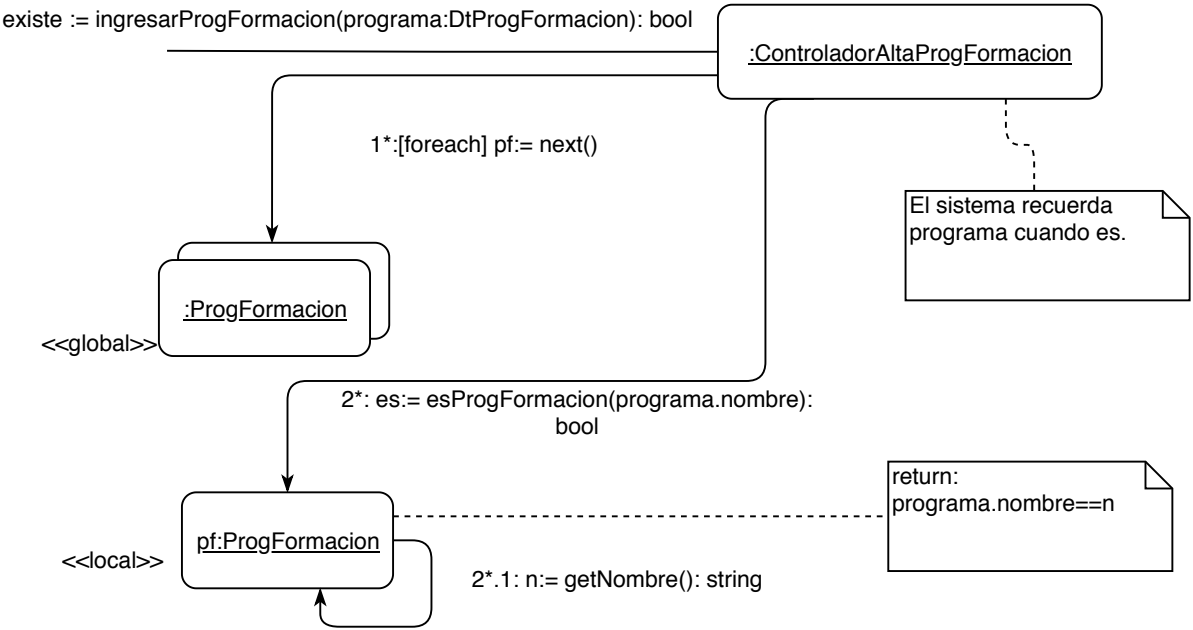 existe := ingresarProgFormacion(programa:DtProgFormacion): bool
:ControladorAltaProgFormacion
1*:[foreach] pf:= next()
El sistema recuerda
programa cuando es.
:ProgFormacion
<<global>>
2*: es:= esProgFormacion(programa.nombre):
bool
return:
programa.nombre==n
pf:ProgFormacion
<<local>>
2*.1: n:= getNombre(): string